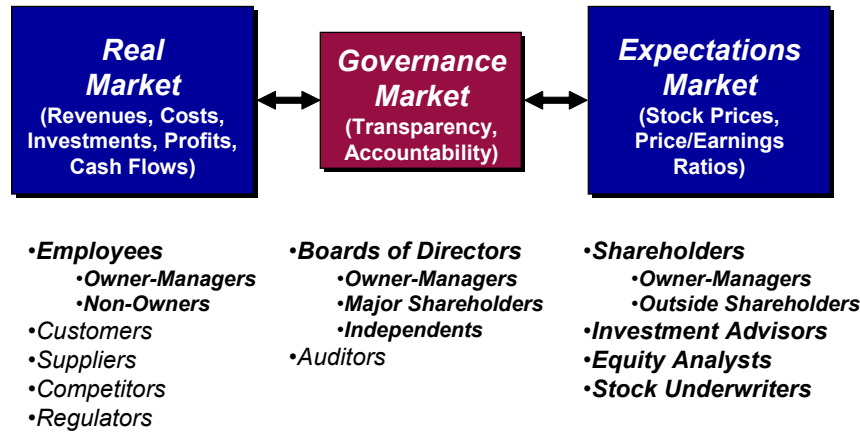 Real
Market
(Revenues, Costs,
Investments, Profits,
Cash Flows)
Governance
Market
(Transparency,
Accountability)
Expectations
Market
(Stock Prices,
Price/Earnings
Ratios)
•Employees
•Owner-Managers
•Non-Owners
•Customers
•Suppliers
•Competitors
•Regulators
•Boards of Directors
•Owner-Managers
•Major Shareholders
•Independents
•Auditors
•Shareholders
•Owner-Managers
•Outside Shareholders
•Investment Advisors
•Equity Analysts
•Stock Underwriters